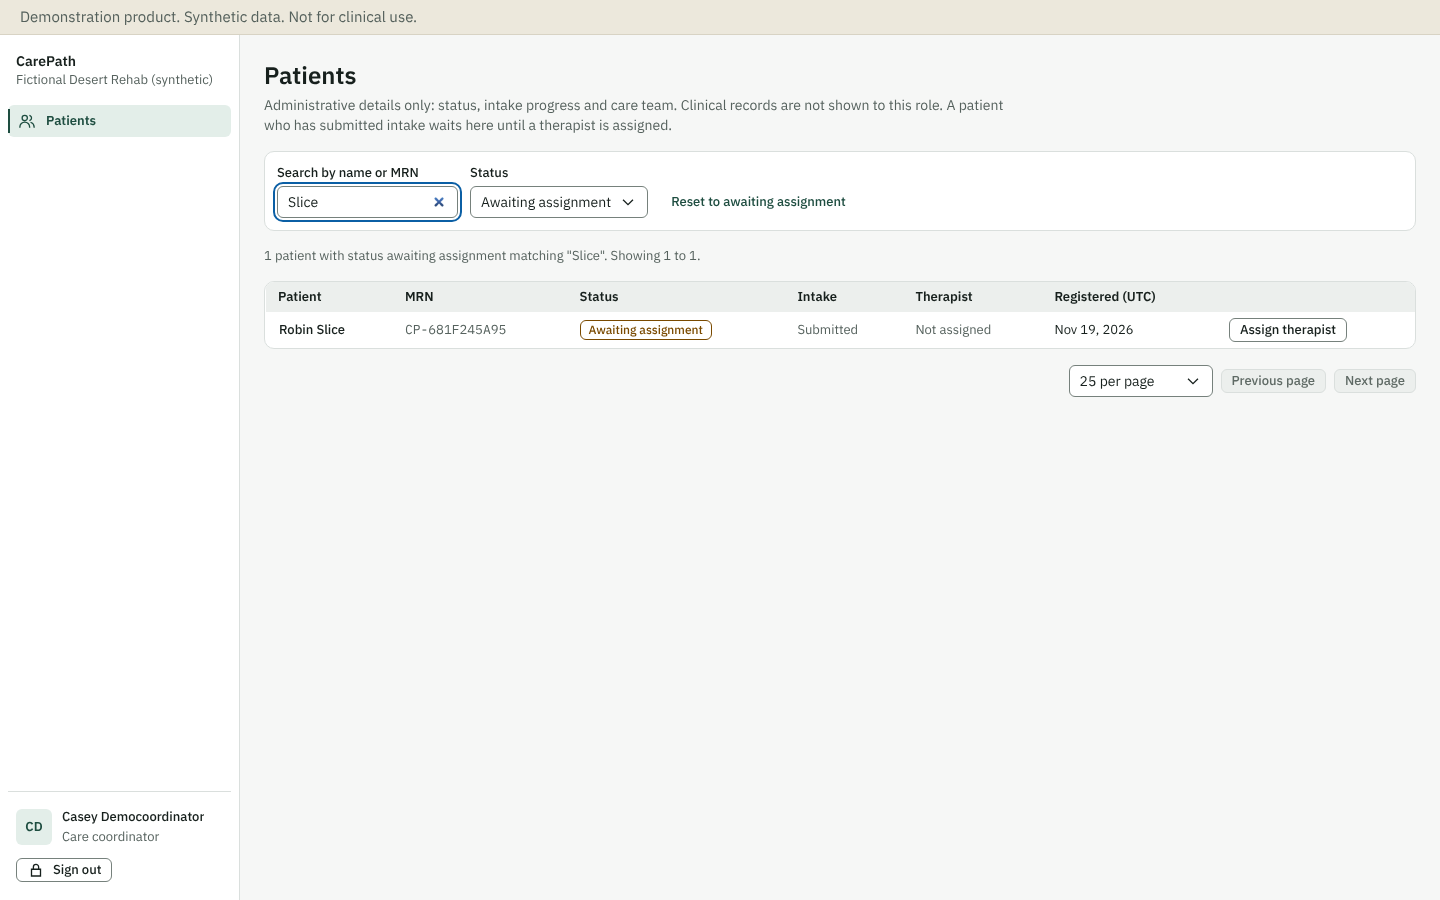 Demonstration product. Synthetic data. Not for clinical use.
CarePath
Fictional Desert Rehab (synthetic)
Patients
Patients
Administrative details only: status, intake progress and care team. Clinical records are not shown to this role. A patient
who has submitted intake waits here until a therapist is assigned.
Search by name or MRN
Status
Slice
Awaiting assignment
Reset to awaiting assignment
1 patient with status awaiting assignment matching "Slice". Showing 1 to 1.
Patient MRN Status Intake Therapist Registered (UTC)
Robin Slice CP-681F245A95 Awaiting assignment Submitted Not assigned Nov 19, 2026 Assign therapist
25 per page Previous page Next page
CD
Casey Democoordinator
Care coordinator
Sign out